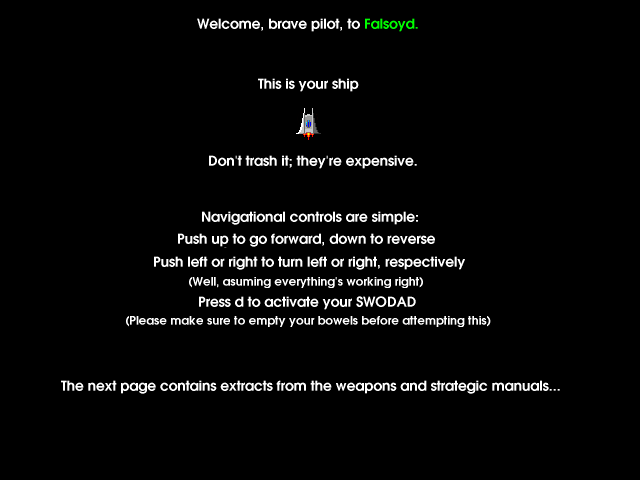 Welcome, brave pilot, to Falsoyd.
This is your ship
Don't trash it; they're expensive.
Navigational controls are simple:
Push up to go forward, down to reverse
Push left or right to turn left or right, respectively
(Well, asuming everything's working right)
Press d to activate your SWODAD
(Please make sure to empty your bowels before attempting this)
The next page contains extracts from the weapons and strategic manuals...